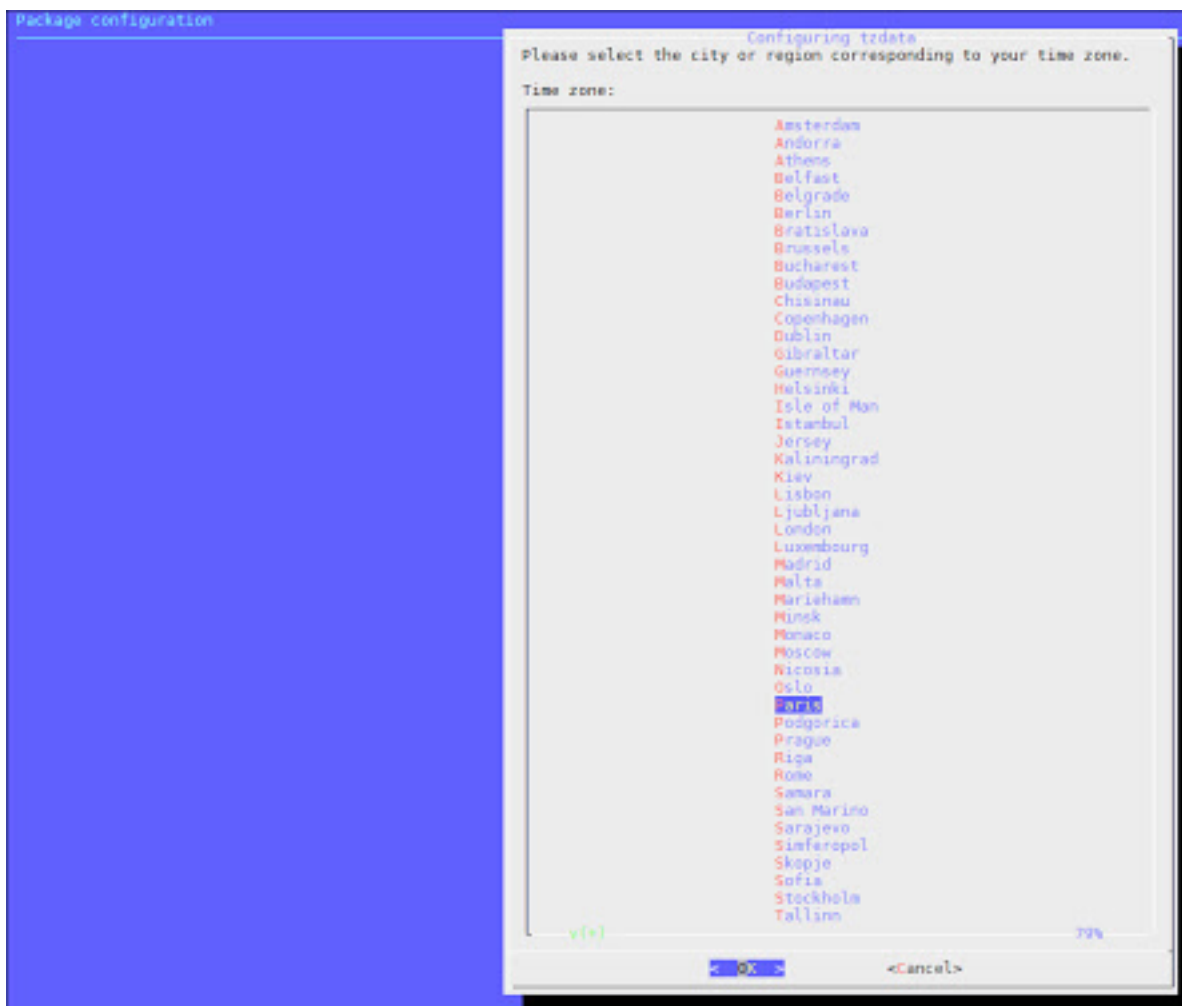 Package configuration
Configuring tzdata
Please select the city or region corresponding to your time zone.
Time zone:
Amsterdam
Andorra
Athens
Belfast
Belgrade
Berlin
Bratislava
Brussels
Bucharest
Budapest
Chisinau
Copenhagen
Dublin
Gibraltar
Guernsey
Helsinki
Isle of Man
Istanbul
Jersey
Kaliningrad
Kiev
Lisbon
Ljubljana
London
Luxembourg
Madrid
Malta
Mariehamn
Minsk
Monaco
Moscow
Nicosia
Oslo
Paris
Podgorica
Prague
Riga
Rome
Samara
San Marino
Sarajevo
Simferopol
Skopje
Sofia
Stockholm
Tallinn
v(+) 79%
< OK > <Cancel>